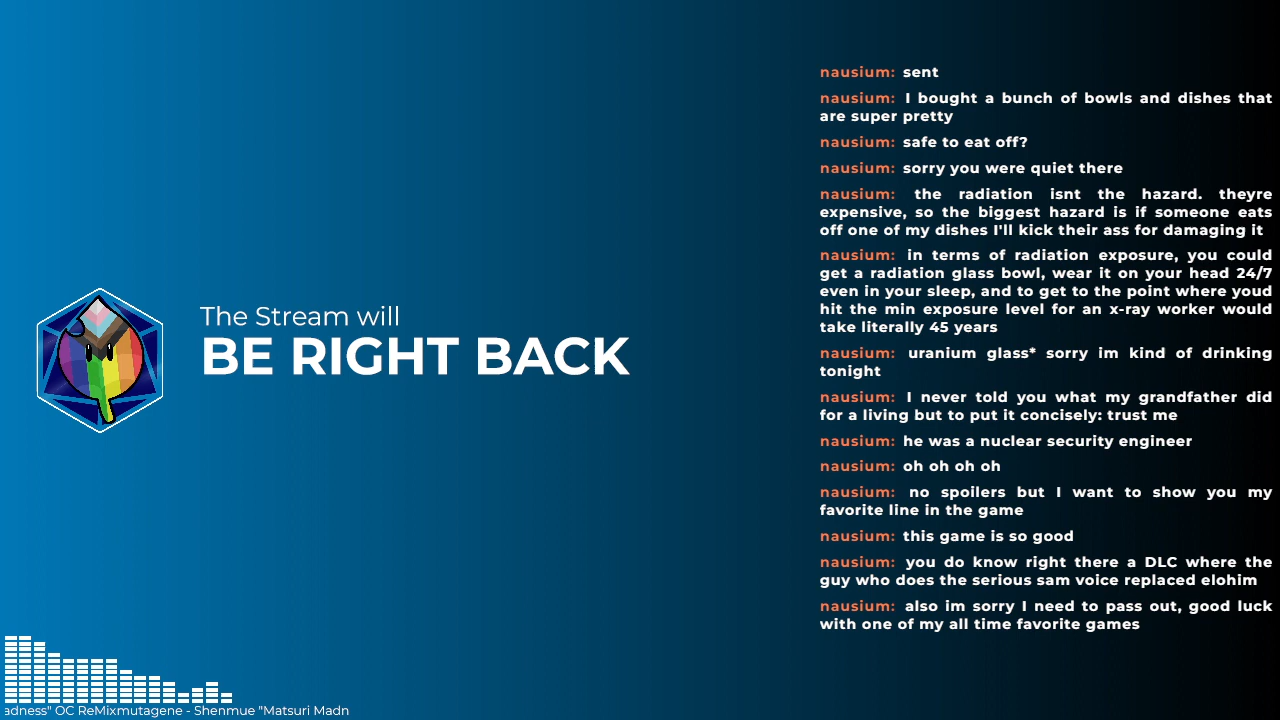 nausium: sent
nausium: I bought a bunch of bowls and dishes that
are super pretty
nausium: safe to eat off?
nausium: sorry you were quiet there
nausium: the radiation isnt the hazard. theyre
expensive, so the biggest hazard is if someone eats
off one of my dishes I'll kick their ass for damaging it
nausium: in terms of radiation exposure, you could
get a radiation glass bowl, wear it on your head 24/7
even in your sleep, and to get to the point where youd
hit the min exposure level for an x-ray worker would
take literally 45 years
nausium: uranium glass* sorry im kind of drinking
tonight
nausium: I never told you what my grandfather did
for a living but to put it concisely: trust me
nausium: he was a nuclear security engineer
nausium: oh oh oh oh
nausium: no spoilers but I want to show you my
favorite line in the game
nausium: this game is so good
nausium: you do know right there a DLC where the
guy who does the serious sam voice replaced elohim
nausium: also im sorry I need to pass out, good luck
with one of my all time favorite games
The Stream will
BE RIGHT BACK
adness" OC ReMixmutagene - Shenmue "Matsuri Madn